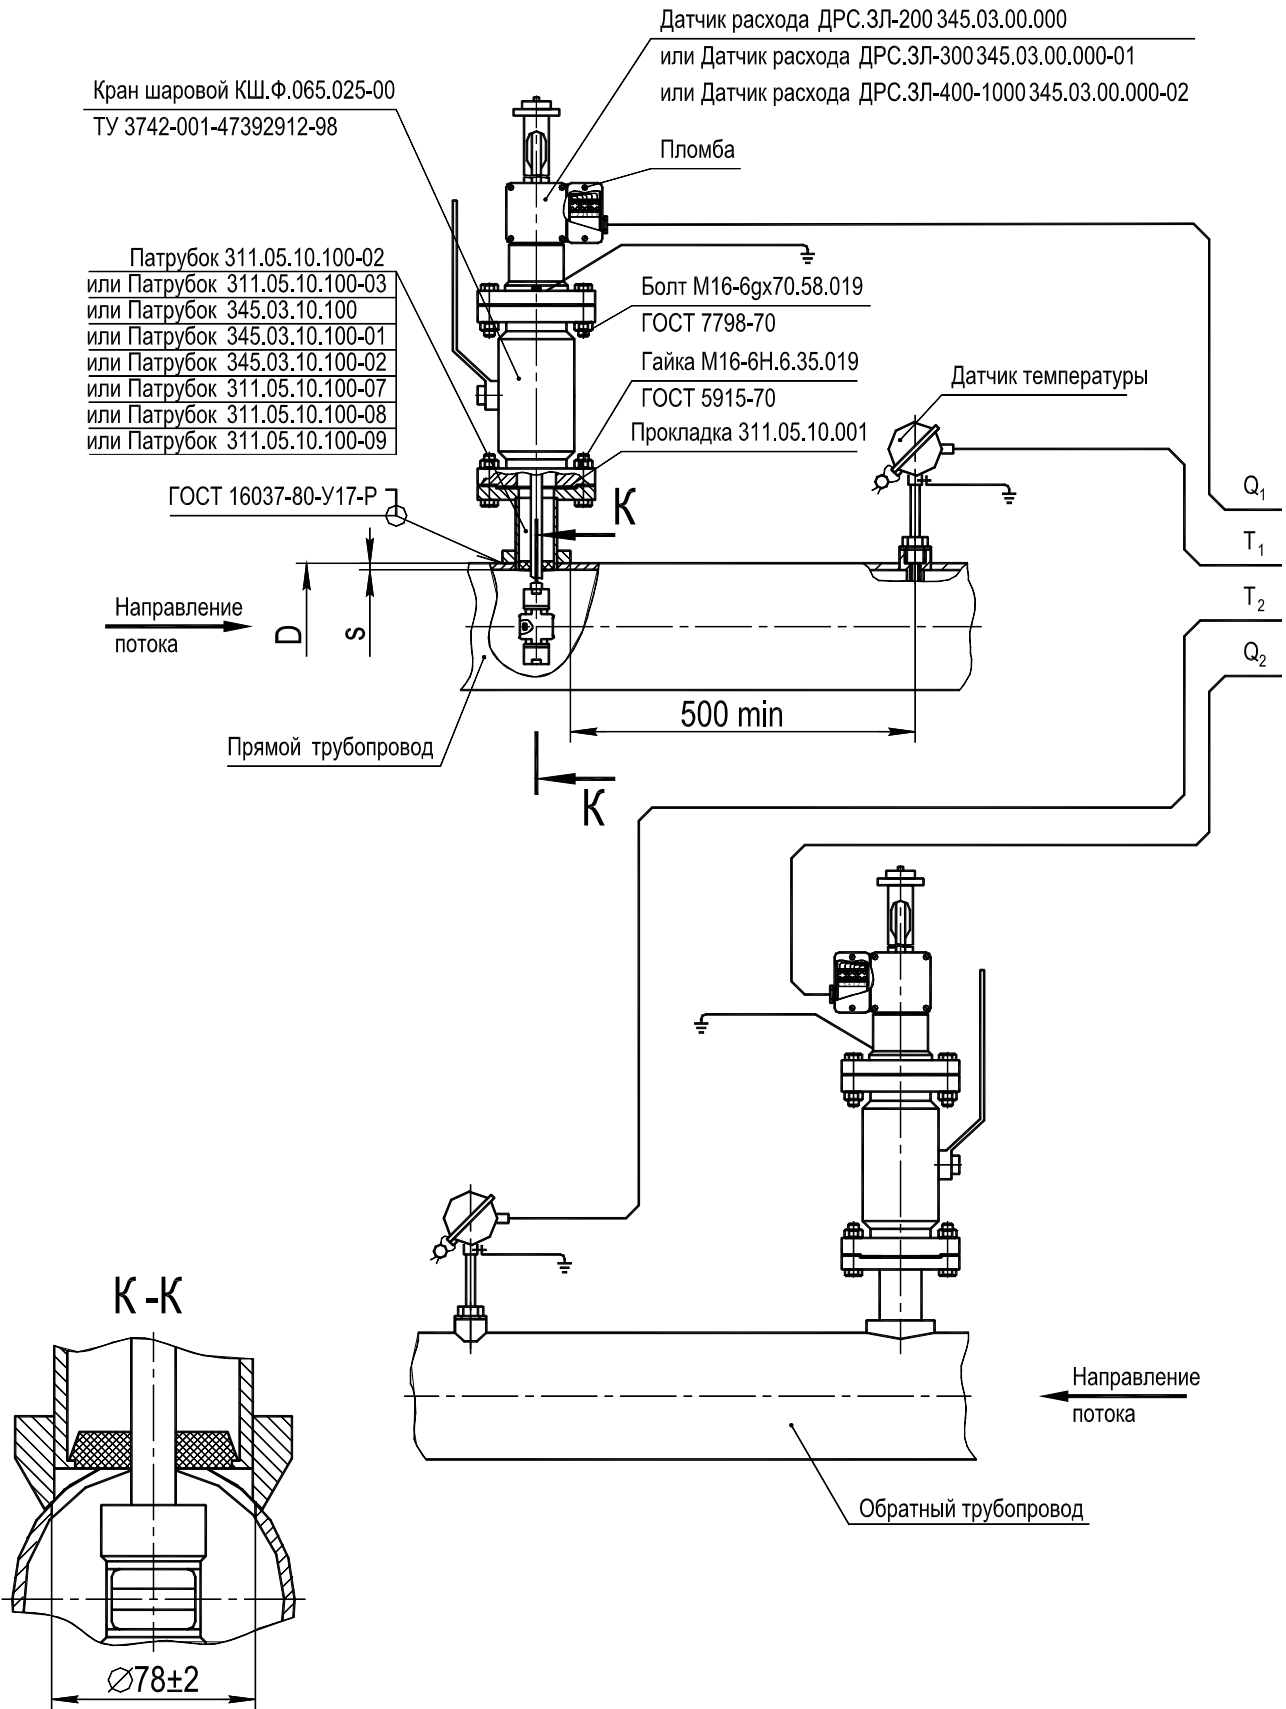 Датчик расхода ДРС.ЗЛ-200 345.03.00.000
или Датчик расхода ДРС.ЗЛ-300 345.03.00.000-01
или Датчик расхода ДРС.ЗЛ-400-1000 345.03.00.000-02
Кран шаровой КШ.Ф.065.025-00
ТУ 3742-001-47392912-98
Пломба
Патрубок 311.05.10.100-02
или Патрубок 311.05.10.100-03
или Патрубок 345.03.10.100
или Патрубок 345.03.10.100-01
или Патрубок 345.03.10.100-02
или Патрубок 311.05.10.100-07
или Патрубок 311.05.10.100-08
или Патрубок 311.05.10.100-09
Болт М16-6gх70.58.019
ГОСТ 7798-70
Гайка М16-6Н.6.35.019
ГОСТ 5915-70
Прокладка 311.05.10.001
Датчик температуры
ГОСТ 16037-80-У17-Р
К
Q₁
T₁
T₂
Q₂
Направление
потока
D
s
500 min
Прямой трубопровод
К
К-К
Направление
потока
Обратный трубопровод
∅78±2